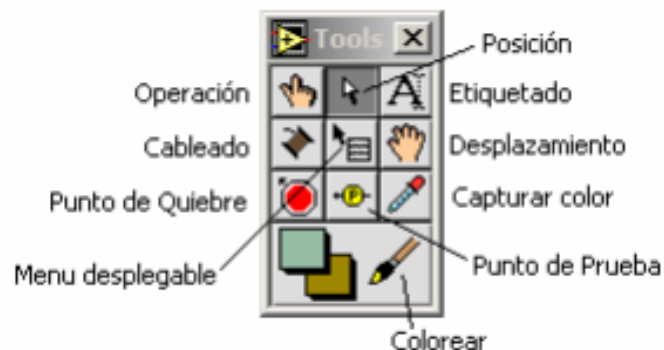 Tools
Posición
Operación
Etiquetado
Cableado
Desplazamiento
Punto de Quiebre
Capturar color
Menu desplegable
Punto de Prueba
Colorear